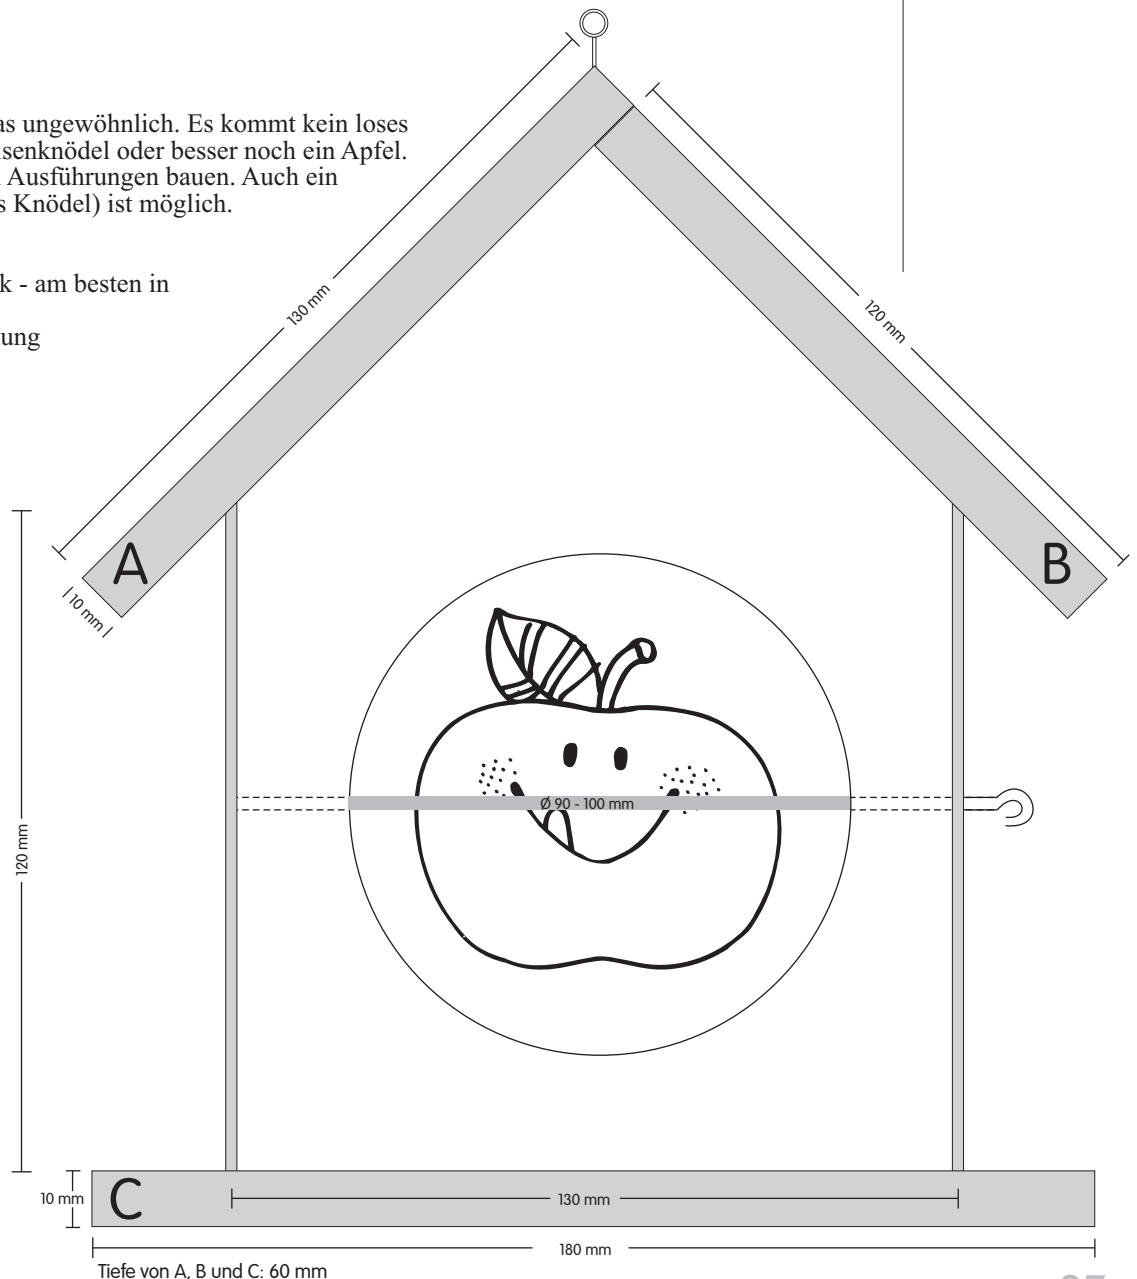 as ungewöhnlich. Es kommt kein loses
senknödel oder besser noch ein Apfel.
Ausführungen bauen. Auch ein
s Knödel) ist möglich.
k - am besten in
ung
130 mm
120 mm
A
B
10 mm
Ø 90 - 100 mm
120 mm
10 mm
C
130 mm
180 mm
Tiefe von A, B und C: 60 mm